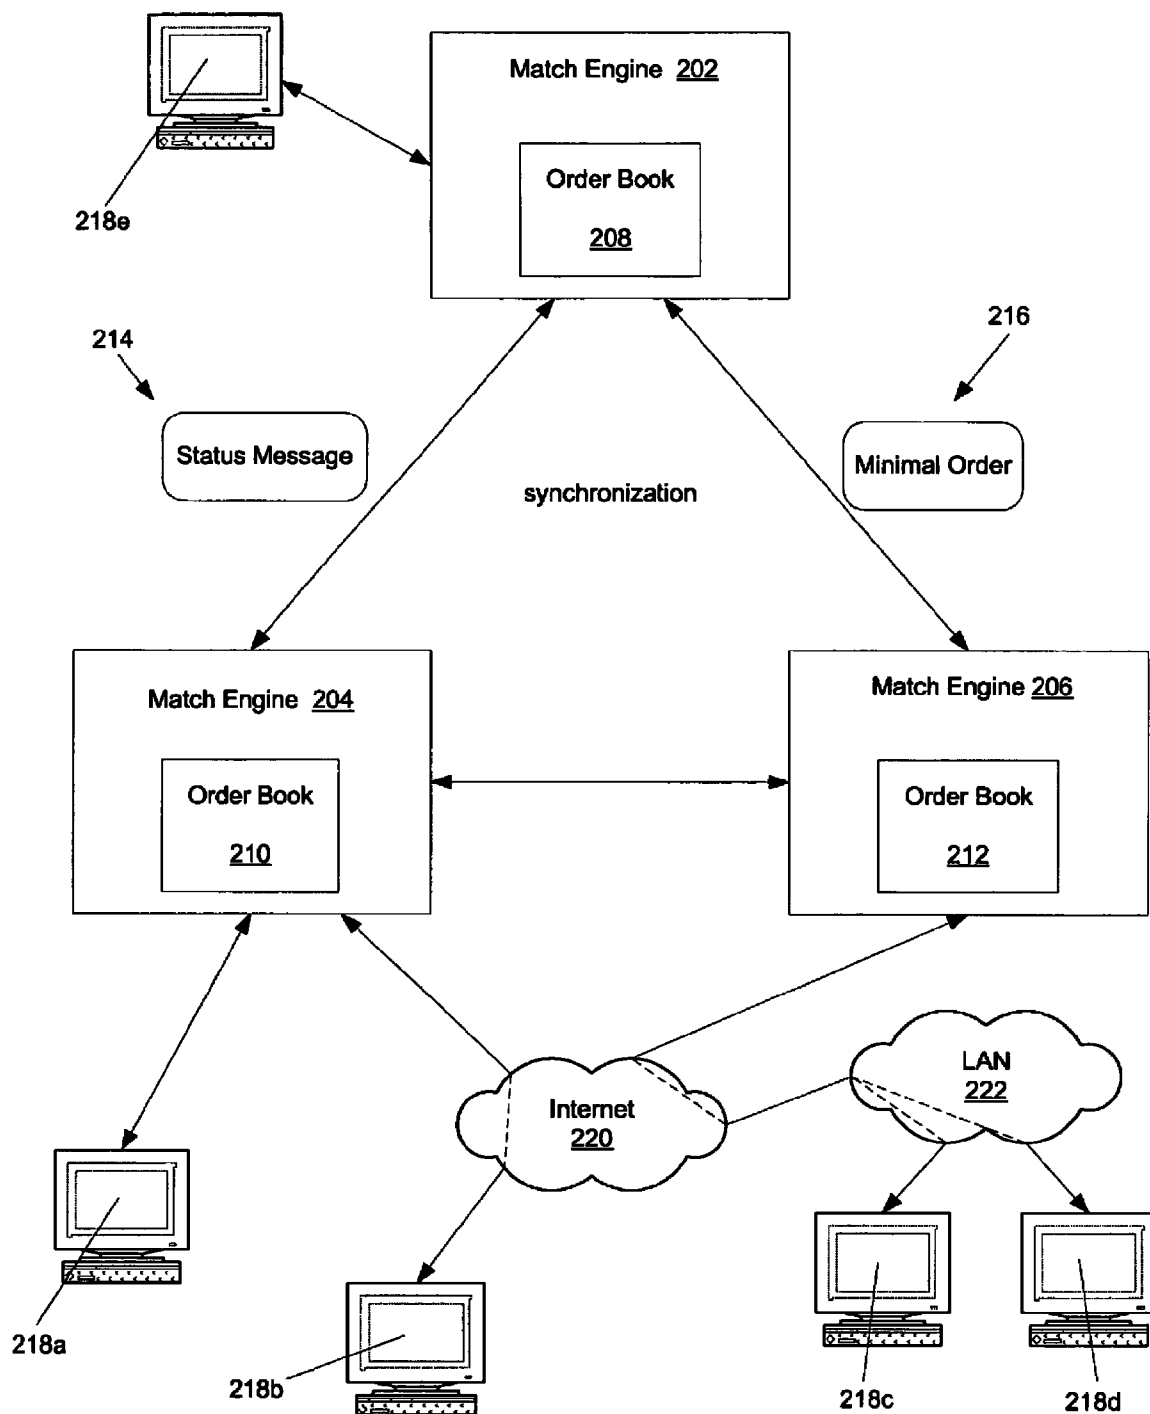 Match Engine 202
Order Book
208
218e
214
216
Status Message
Minimal Order
synchronization
Match Engine 204
Order Book
210
Match Engine 206
Order Book
212
Internet
220
LAN
222
218a
218b
218c
218d